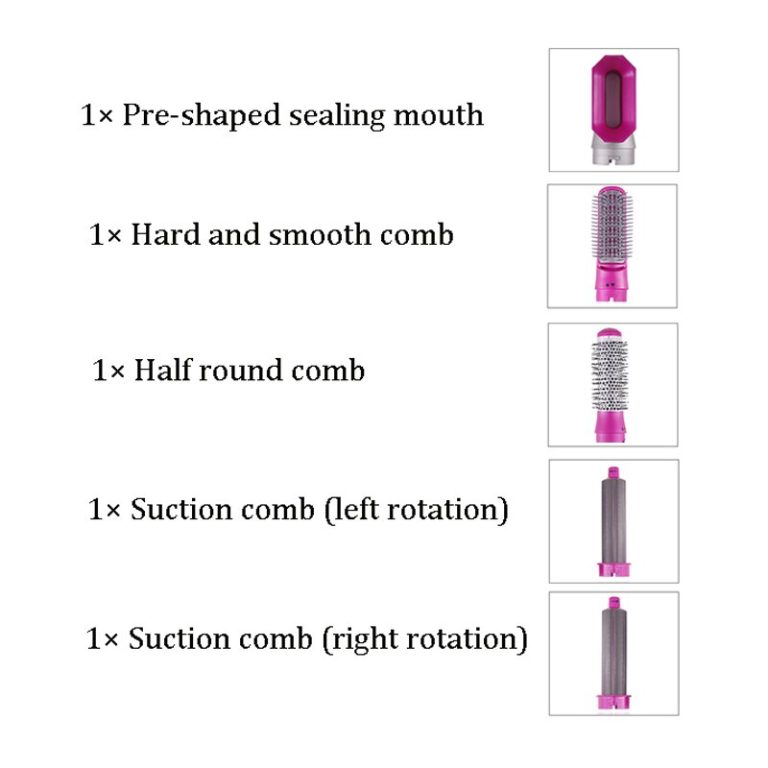 1× Pre-shaped sealing mouth
1× Hard and smooth comb
1× Half round comb
1× Suction comb (left rotation)
1× Suction comb (right rotation)